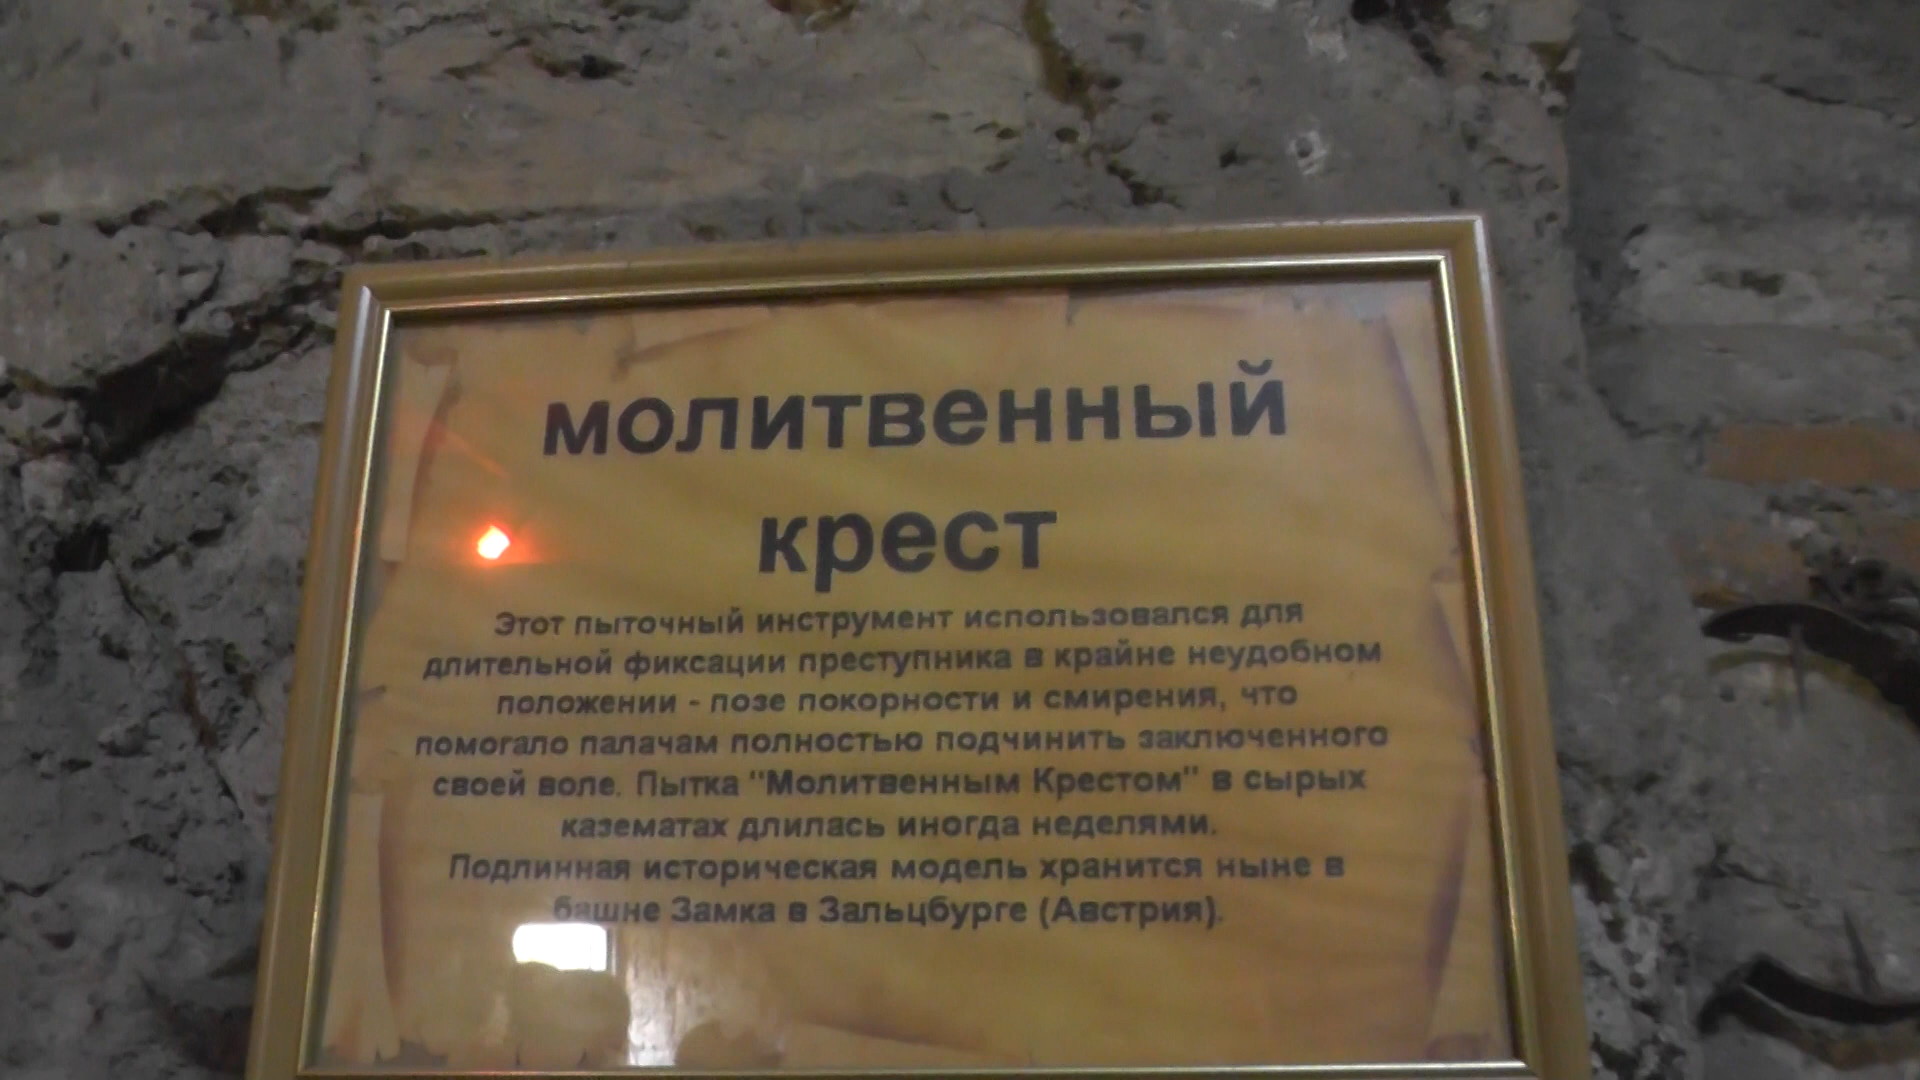 молитвенный
крест
Этот пыточный инструмент использовался для
длительной фиксации преступника в крайне неудобном
положении - позе покорности и смирения, что
помогало палачам полностью подчинить заключенного
своей воле. Пытка "Молитвенным Крестом" в сырых
казематах длилась иногда неделями.
Подлинная историческая модель хранится ныне в
башне Замка в Зальцбурге (Австрия).